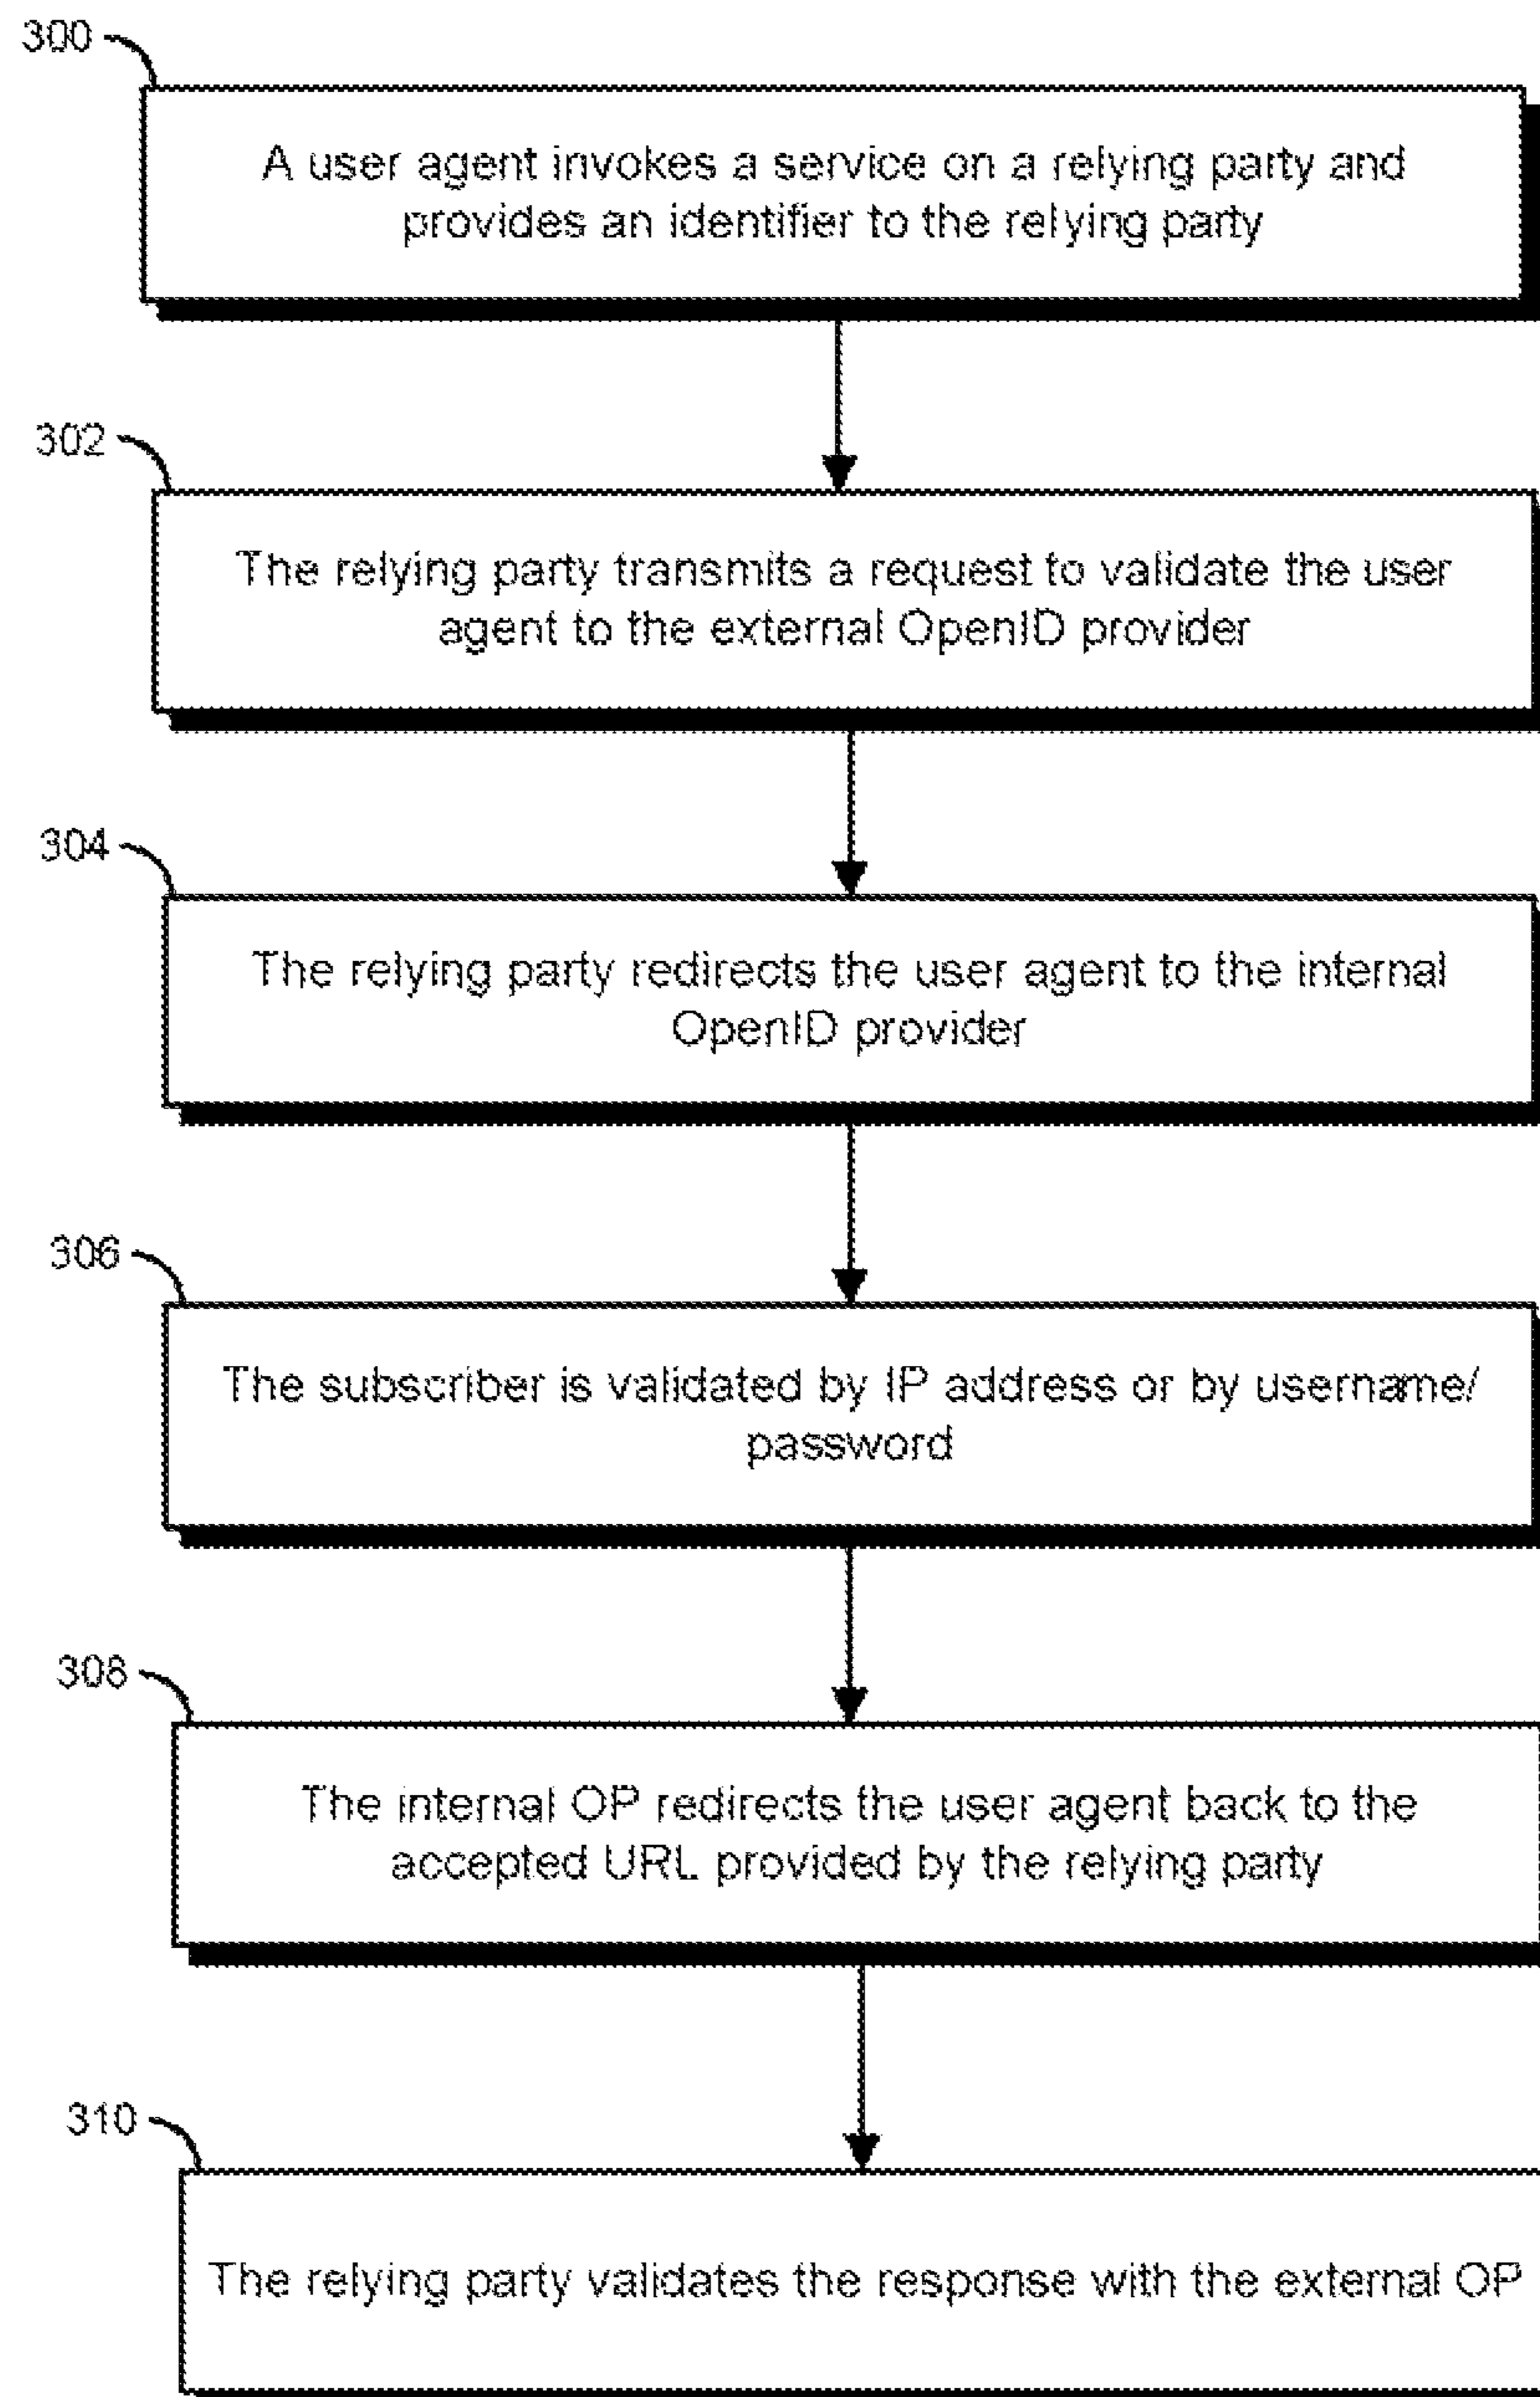 300
A user agent invokes a service on a relying party and
provides an identifier to the relying party
302
The relying party transmits a request to validate the user
agent to the external OpenID provider
304
The relying party redirects the user agent to the internal
OpenID provider
306
The subscriber is validated by IP address or by username/
password
308
The internal OP redirects the user agent back to the
accepted URL provided by the relying party
310
The relying party validates the response with the external OP